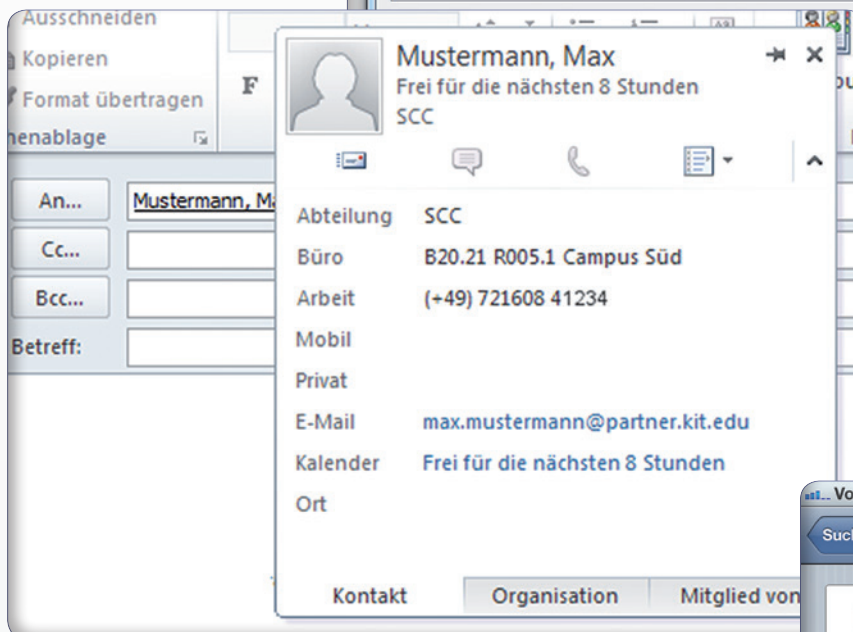 Ausschneiden
Kopieren
Format übertragen
F
Mustermann, Max
Frei für die nächsten 8 Stunden
SCC
An...
Mustermann,
Cc...
Bcc...
Betreff:
Abteilung SCC
Büro B20.21 R005.1 Campus Süd
Arbeit (+49) 721608 41234
Mobil
Privat
E-Mail max.mustermann@partner.kit.edu
Kalender Frei für die nächsten 8 Stunden
Ort
Kontakt Organisation Mitglied von